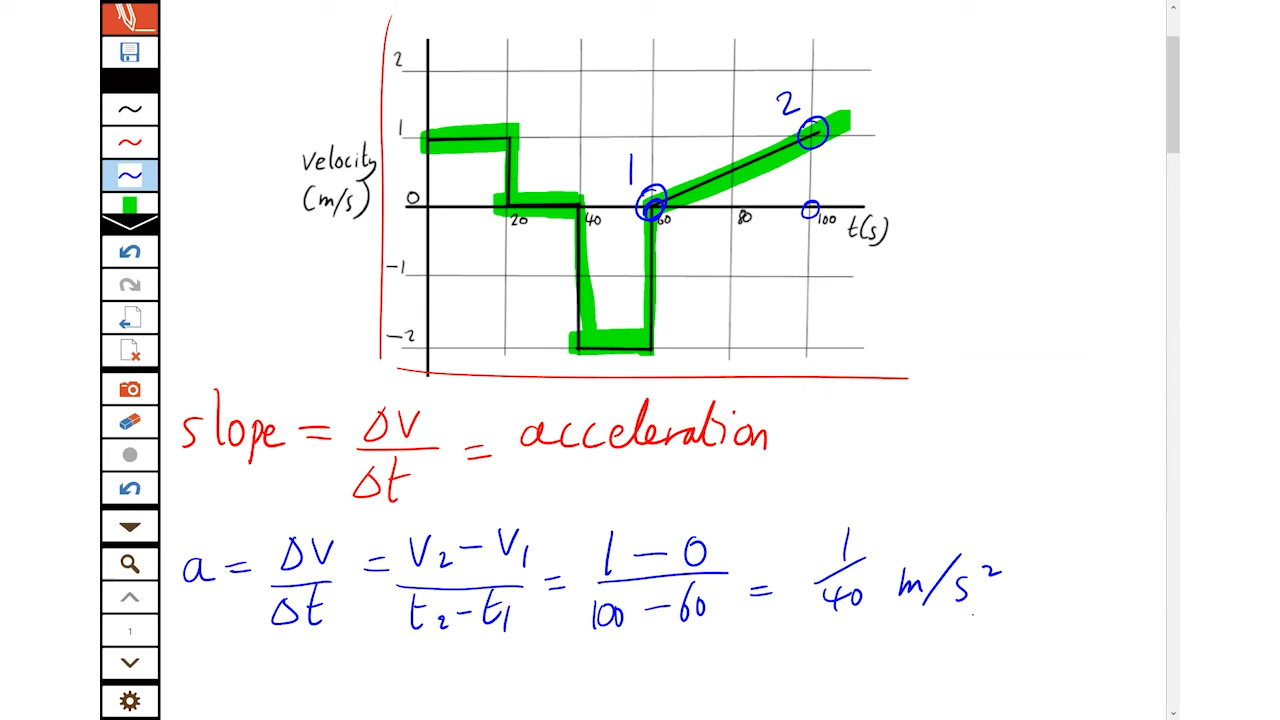 2
2
1
1
velocity
(m/s)
0
20 40 60 80 100 t(s)
-1
-2
slope = Δv/Δt = acceleration
a = Δv/Δt = (v₂ - v₁)/(t₂ - t₁) = (1 - 0)/(100 - 60) = 1/40 m/s²
1